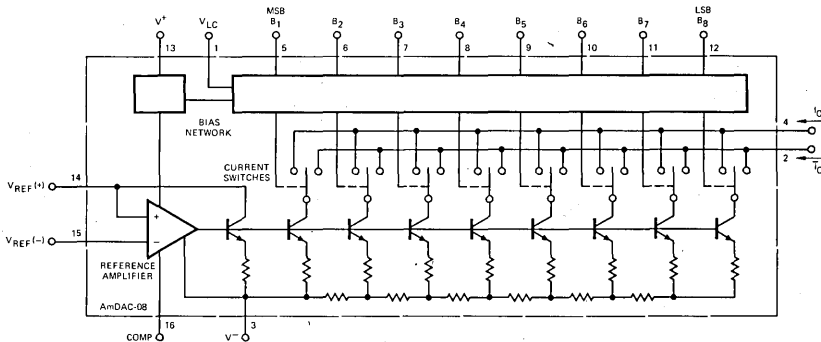 V+
VLC
MSB
B1
B2
B3
B4
B5
B6
B7
LSB
B8
13
1
5
6
7
8
9
10
11
12
BIAS
NETWORK
4
IO
2
IO
CURRENT
SWITCHES
VREF(+)
14
+
VREF(-)
15
−
REFERENCE
AMPLIFIER
AmDAC-08
16
COMP
3
V−